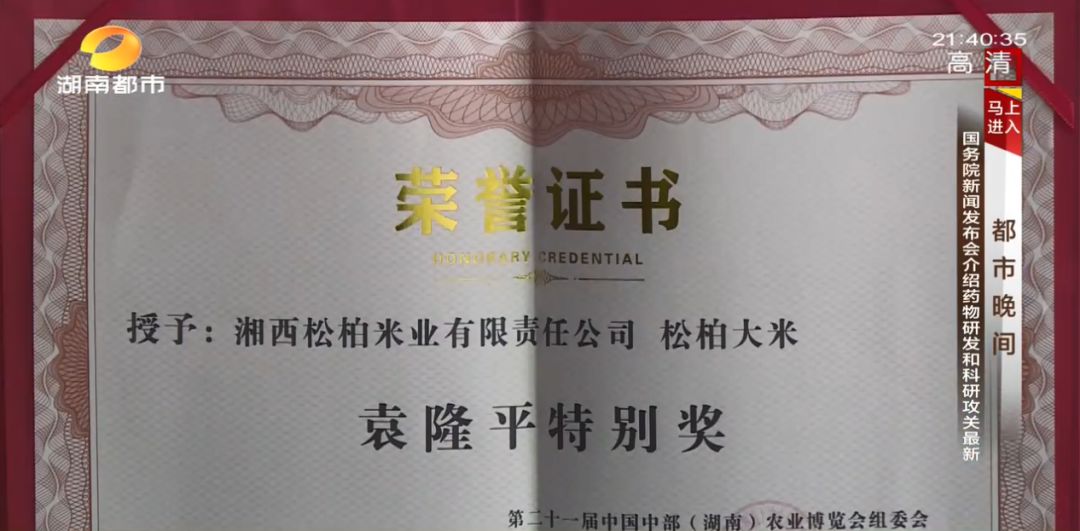 湖南都市
21:40:35
高清
马上
进入
都市晚间
国务院新闻发布会介绍药物研发和科研攻关最新
荣誉证书
HONORARY CREDENTIAL
授予：湘西松柏米业有限责任公司 松柏大米
袁隆平特别奖
第二十一届中国中部（湖南）农业博览会组委会